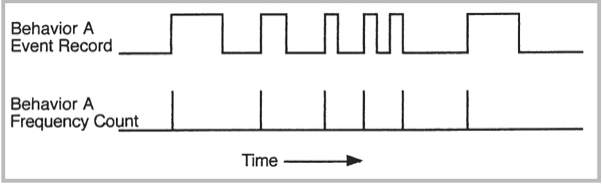 Behavior A
Event Record
Behavior A
Frequency Count
Time